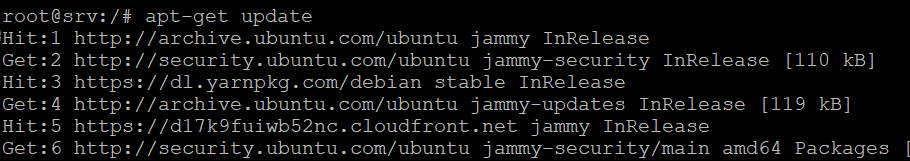 root@srv:/# apt-get update
Hit:1 http://archive.ubuntu.com/ubuntu jammy InRelease
Get:2 http://security.ubuntu.com/ubuntu jammy-security InRelease [110 kB]
Hit:3 https://dl.yarnpkg.com/debian stable InRelease
Get:4 http://archive.ubuntu.com/ubuntu jammy-updates InRelease [119 kB]
Hit:5 https://d17k9fuiwb52nc.cloudfront.net jammy InRelease
Get:6 http://security.ubuntu.com/ubuntu jammy-security/main amd64 Packages [